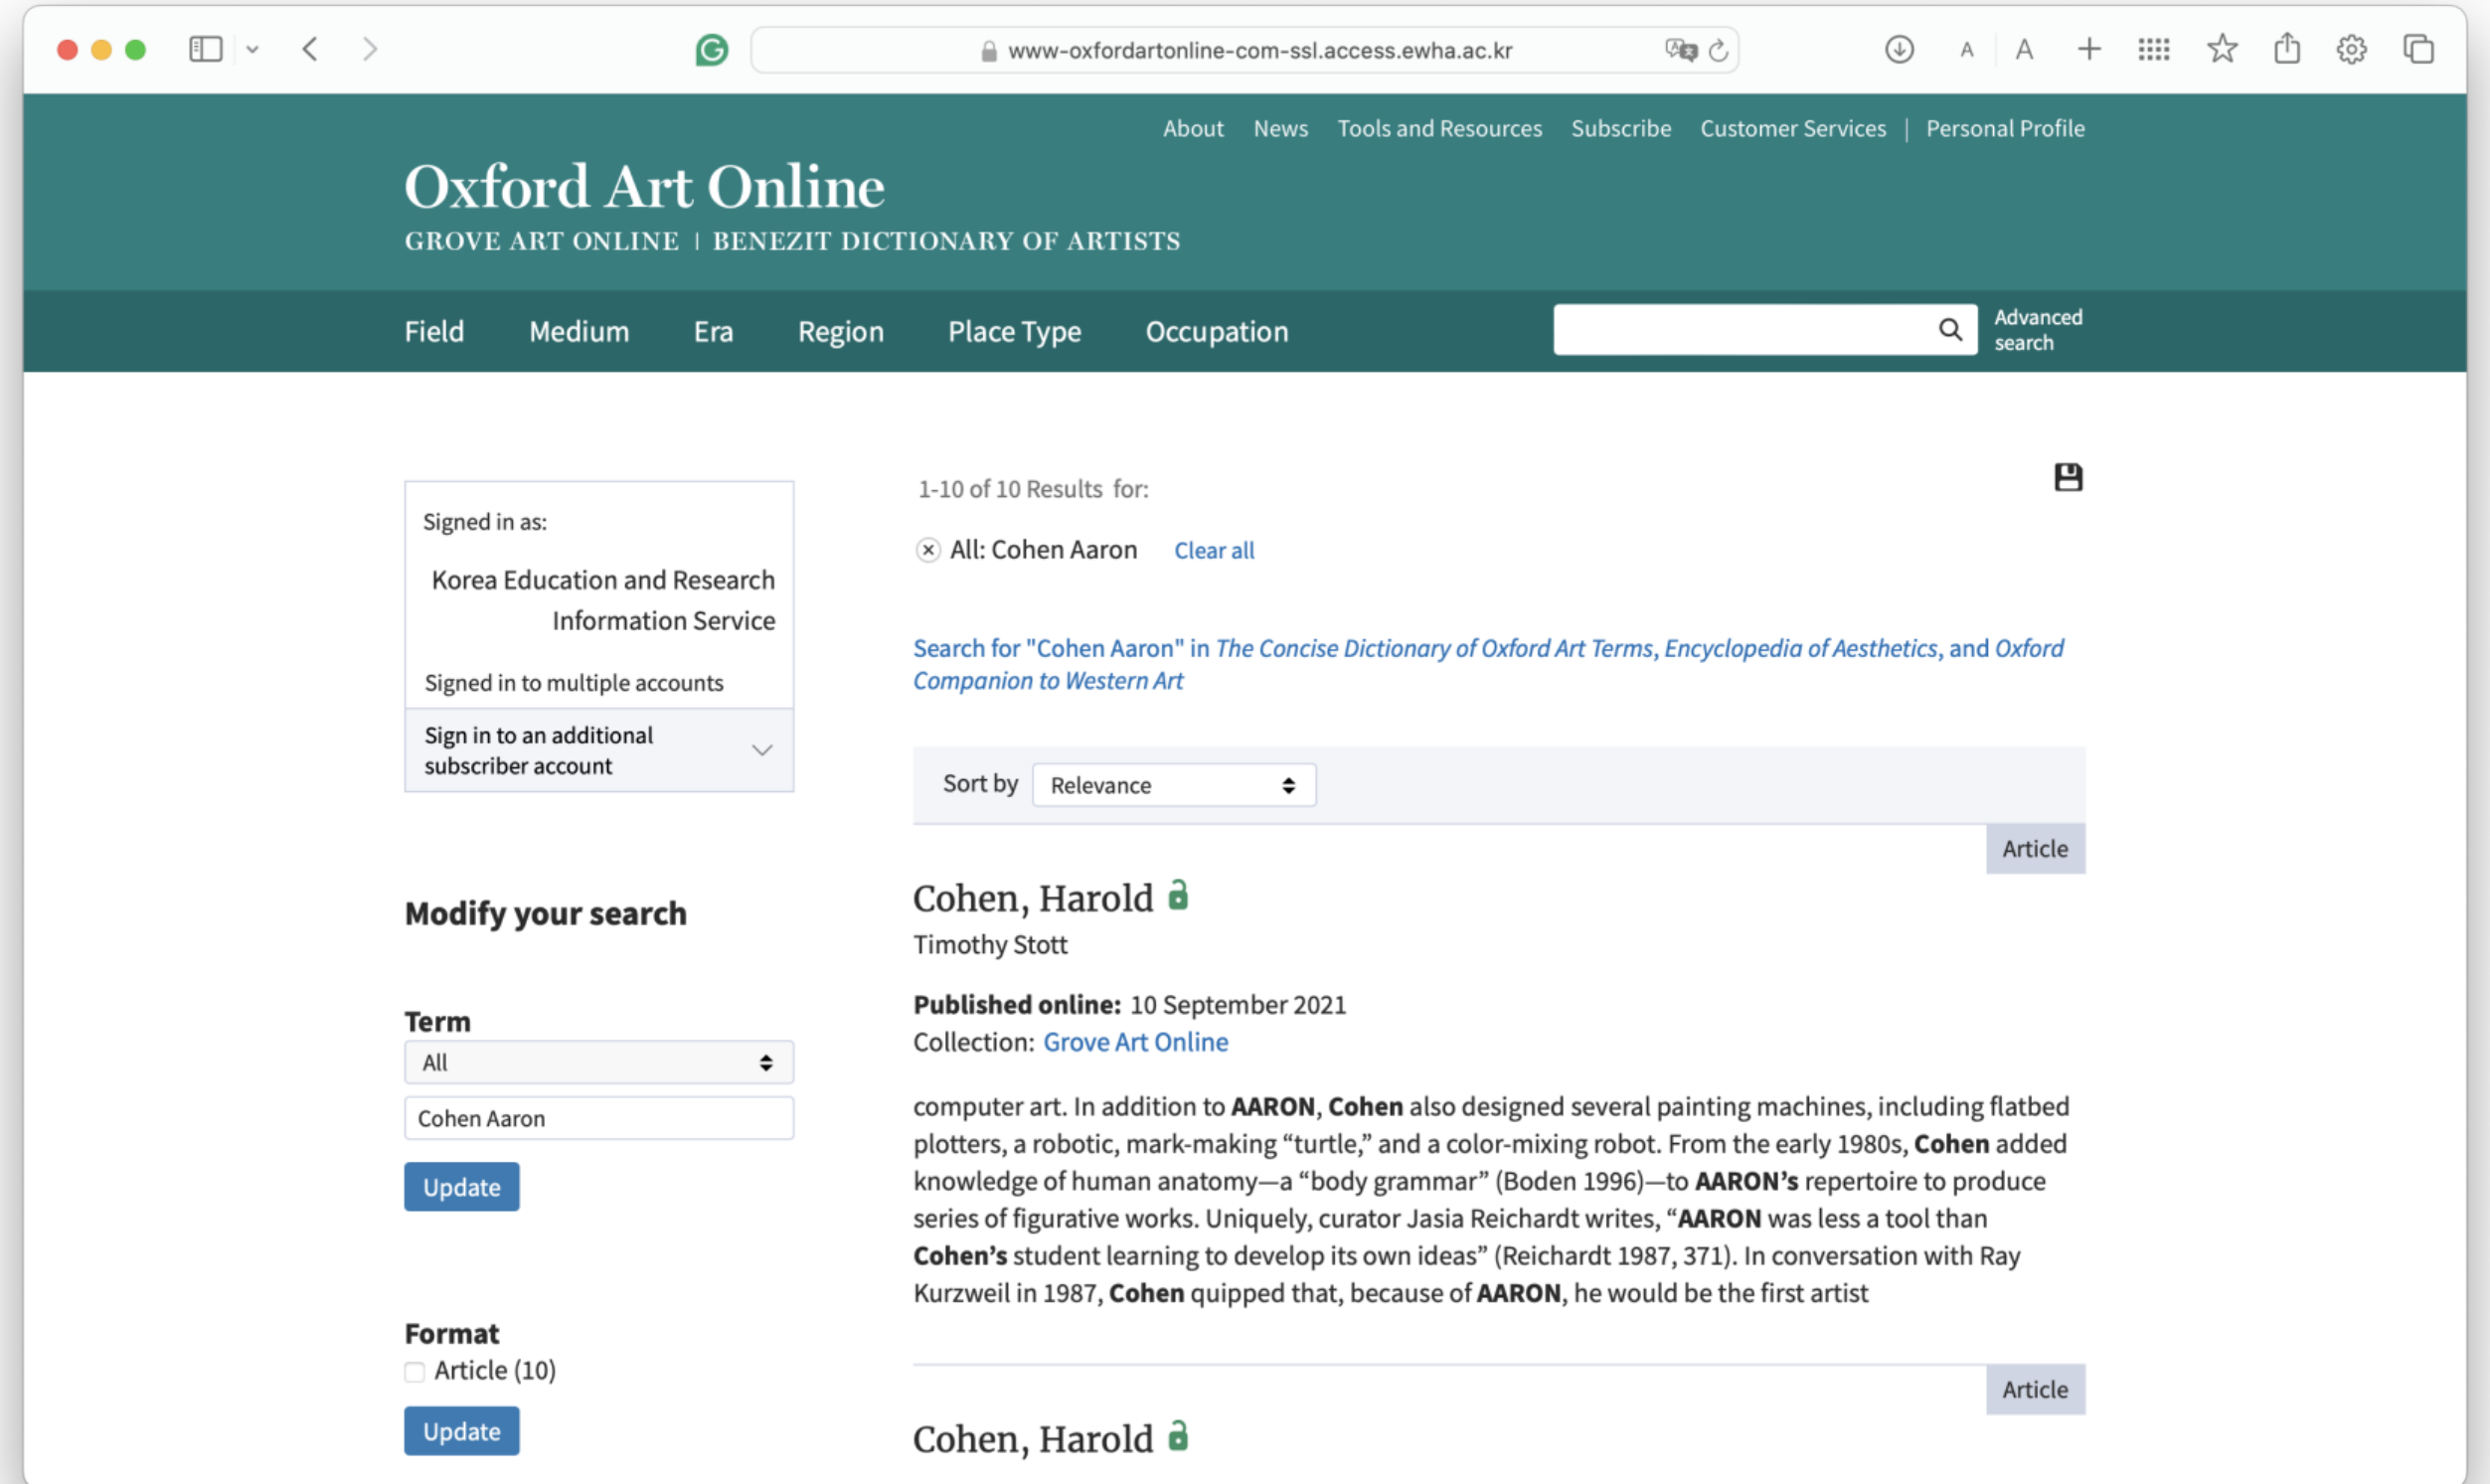 www-oxfordartonline-com-ssl.access.ewha.ac.kr
A A
About News Tools and Resources Subscribe Customer Services | Personal Profile
Oxford Art Online
GROVE ART ONLINE | BENEZIT DICTIONARY OF ARTISTS
Field Medium Era Region Place Type Occupation
Advanced
search
Signed in as:
Korea Education and Research
Information Service
Signed in to multiple accounts
Sign in to an additional
subscriber account
Modify your search
Term
All
Cohen Aaron
Update
Format
Article (10)
Update
1-10 of 10 Results for:
All: Cohen Aaron Clear all
Search for "Cohen Aaron" in The Concise Dictionary of Oxford Art Terms, Encyclopedia of Aesthetics, and Oxford
Companion to Western Art
Sort by Relevance
Article
Cohen, Harold
Timothy Stott
Published online: 10 September 2021
Collection: Grove Art Online
computer art. In addition to AARON, Cohen also designed several painting machines, including flatbed
plotters, a robotic, mark-making “turtle,” and a color-mixing robot. From the early 1980s, Cohen added
knowledge of human anatomy—a “body grammar” (Boden 1996)—to AARON’s repertoire to produce
series of figurative works. Uniquely, curator Jasia Reichardt writes, “AARON was less a tool than
Cohen’s student learning to develop its own ideas” (Reichardt 1987, 371). In conversation with Ray
Kurzweil in 1987, Cohen quipped that, because of AARON, he would be the first artist
Article
Cohen, Harold